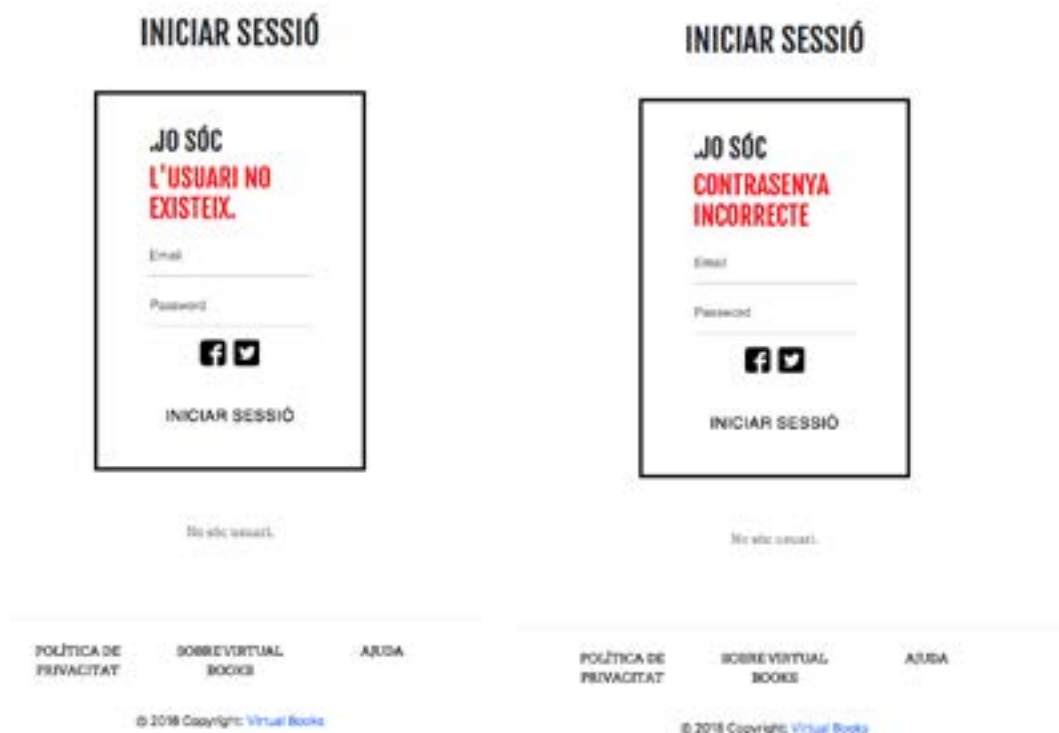 INICIAR SESSIÓ
.JO SÓC
L'USUARI NO
EXISTEIX.
Email
Password
INICIAR SESSIÓ
No sóc usuari.
POLÍTICA DE
PRIVACITAT
SOBRE VIRTUAL
BOOKS
AJUDA
© 2018 Copyright: Virtual Books
INICIAR SESSIÓ
.JO SÓC
CONTRASENYA
INCORRECTE
Email
Password
INICIAR SESSIÓ
No sóc usuari.
POLÍTICA DE
PRIVACITAT
SOBRE VIRTUAL
BOOKS
AJUDA
© 2018 Copyright: Virtual Books